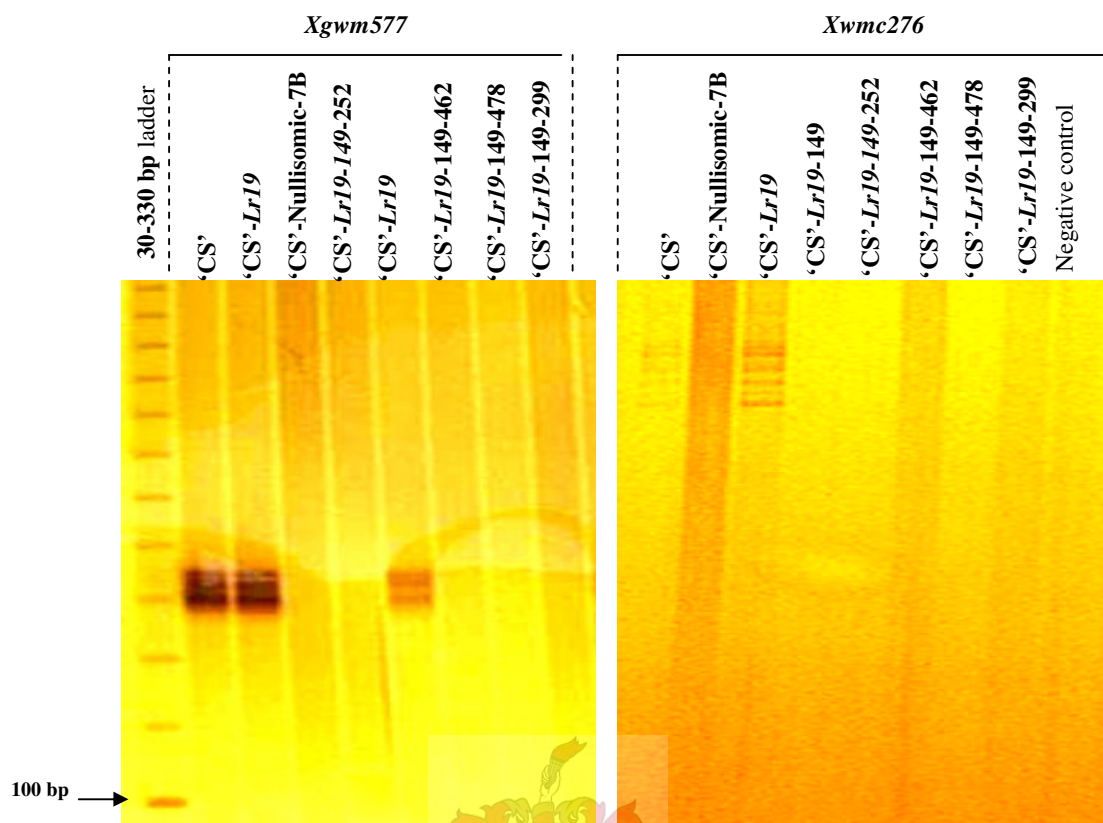 Xgwm577
Xwmc276
30-330 bp ladder
‘CS’
‘CS’-Lr19
‘CS’-Nullisomic-7B
‘CS’-Lr19-149-252
‘CS’-Lr19
‘CS’-Lr19-149-462
‘CS’-Lr19-149-478
‘CS’-Lr19-149-299
‘CS’
‘CS’-Nullisomic-7B
‘CS’-Lr19
‘CS’-Lr19-149
‘CS’-Lr19-149-252
‘CS’-Lr19-149-462
‘CS’-Lr19-149-478
‘CS’-Lr19-149-299
Negative control
100 bp